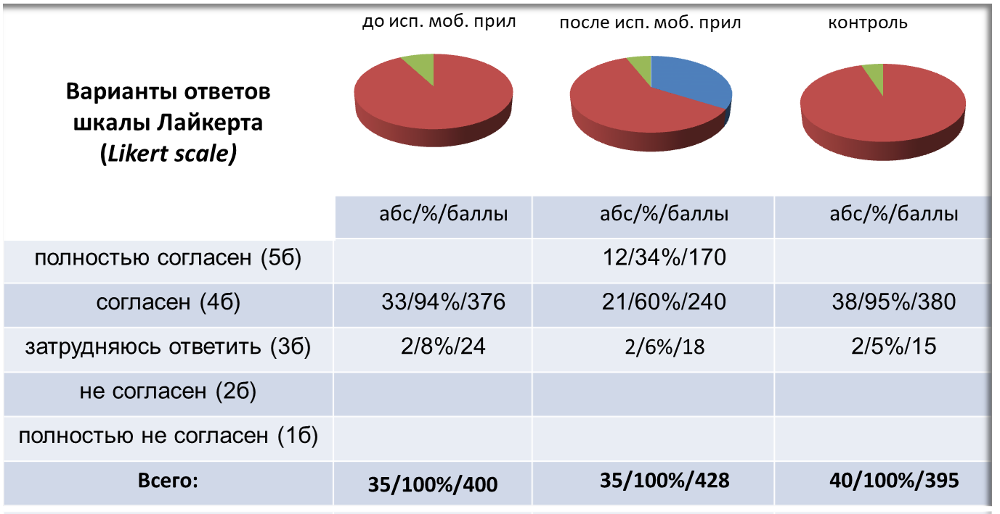 до исп. моб. прил
после исп. моб. прил
контроль
Варианты ответов
шкалы Лайкерта
(Likert scale)
абс/%/баллы
абс/%/баллы
абс/%/баллы
полностью согласен (5б)
12/34%/170
согласен (4б)
33/94%/376
21/60%/240
38/95%/380
затрудняюсь ответить (3б)
2/8%/24
2/6%/18
2/5%/15
не согласен (2б)
полностью не согласен (1б)
Всего:
35/100%/400
35/100%/428
40/100%/395